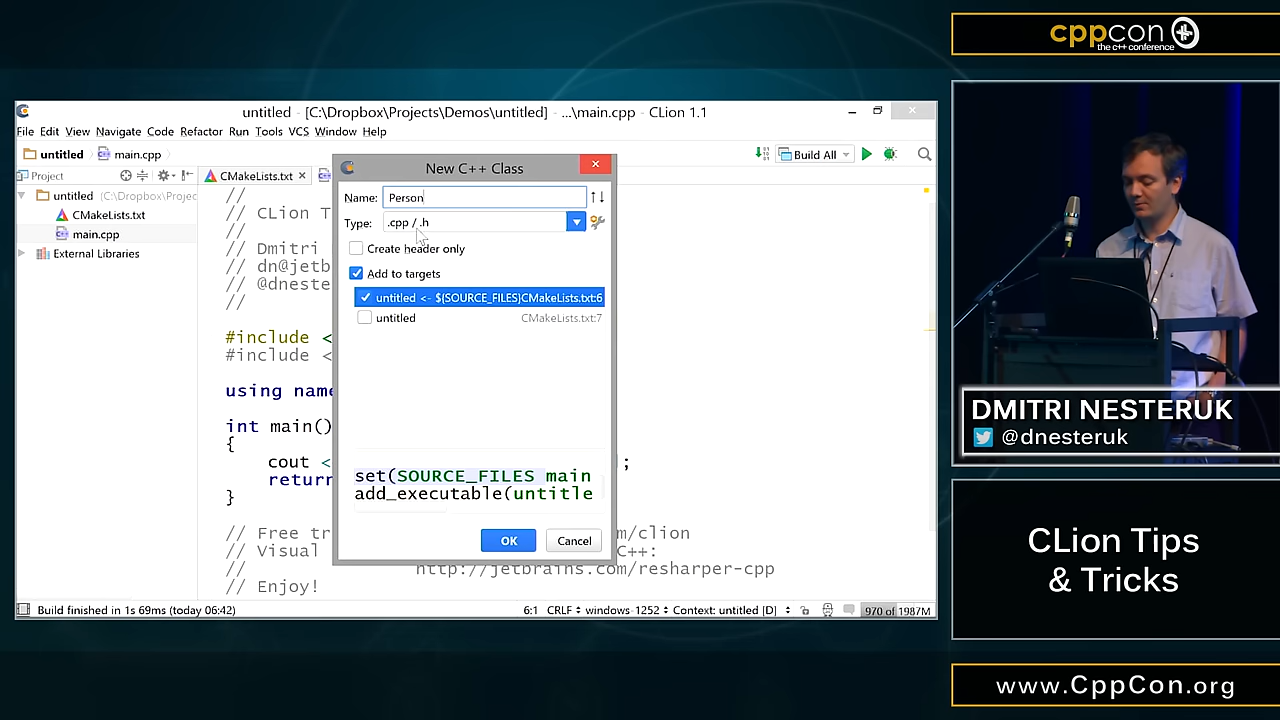 untitled - [C:\Dropbox\Projects\Demos\untitled] - ...\main.cpp - CLion 1.1
File Edit View Navigate Code Refactor Run Tools VCS Window Help
untitled main.cpp
Build All
Project
CMakeLists.txt
untitled (C:\Dropbox\Projec
CMakeLists.txt
main.cpp
External Libraries
//
// CLion T
//
// Dmitri
// dn@jetb
// @dnester
//
#include <
#include <
using name
int main()
{
cout < ;
return
}
// Free tr m/clion
// Visual C++:
// http://jetbrains.com/resharper-cpp
// Enjoy!
New C++ Class
Name: Person
Type: .cpp / .h
Create header only
Add to targets
untitled <- ${SOURCE_FILES}CMakeLists.txt:6
untitled CMakeLists.txt:7
set(SOURCE_FILES main
add_executable(untitle
OK Cancel
Build finished in 1s 69ms (today 06:42)
6:1 CRLF windows-1252 Context: untitled [D] 970 of 1987M
cppcon
the c++ conference
DMITRI NESTERUK
@dnesteruk
CLion Tips
& Tricks
www.CppCon.org